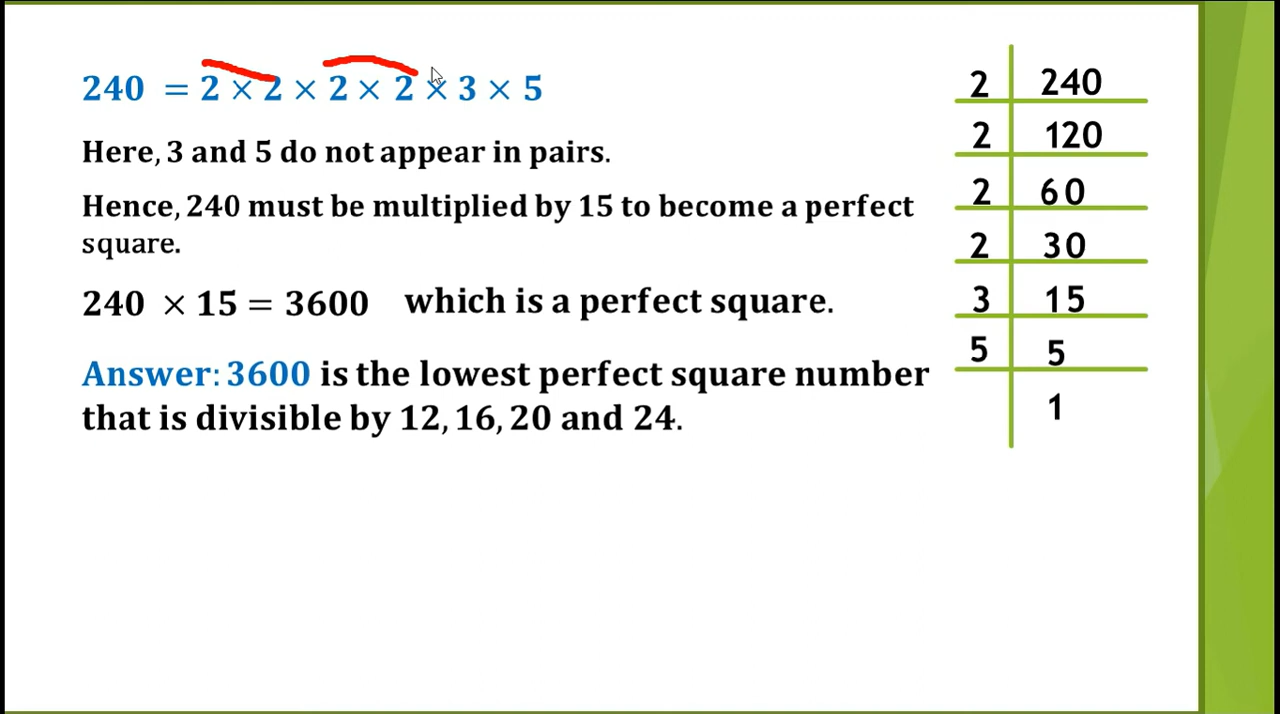 240 = 2 × 2 × 2 × 2 × 3 × 5
Here, 3 and 5 do not appear in pairs.
Hence, 240 must be multiplied by 15 to become a perfect
square.
240 × 15 = 3600 which is a perfect square.
Answer: 3600 is the lowest perfect square number
that is divisible by 12, 16, 20 and 24.
2 240
2 120
2 60
2 30
3 15
5 5
1